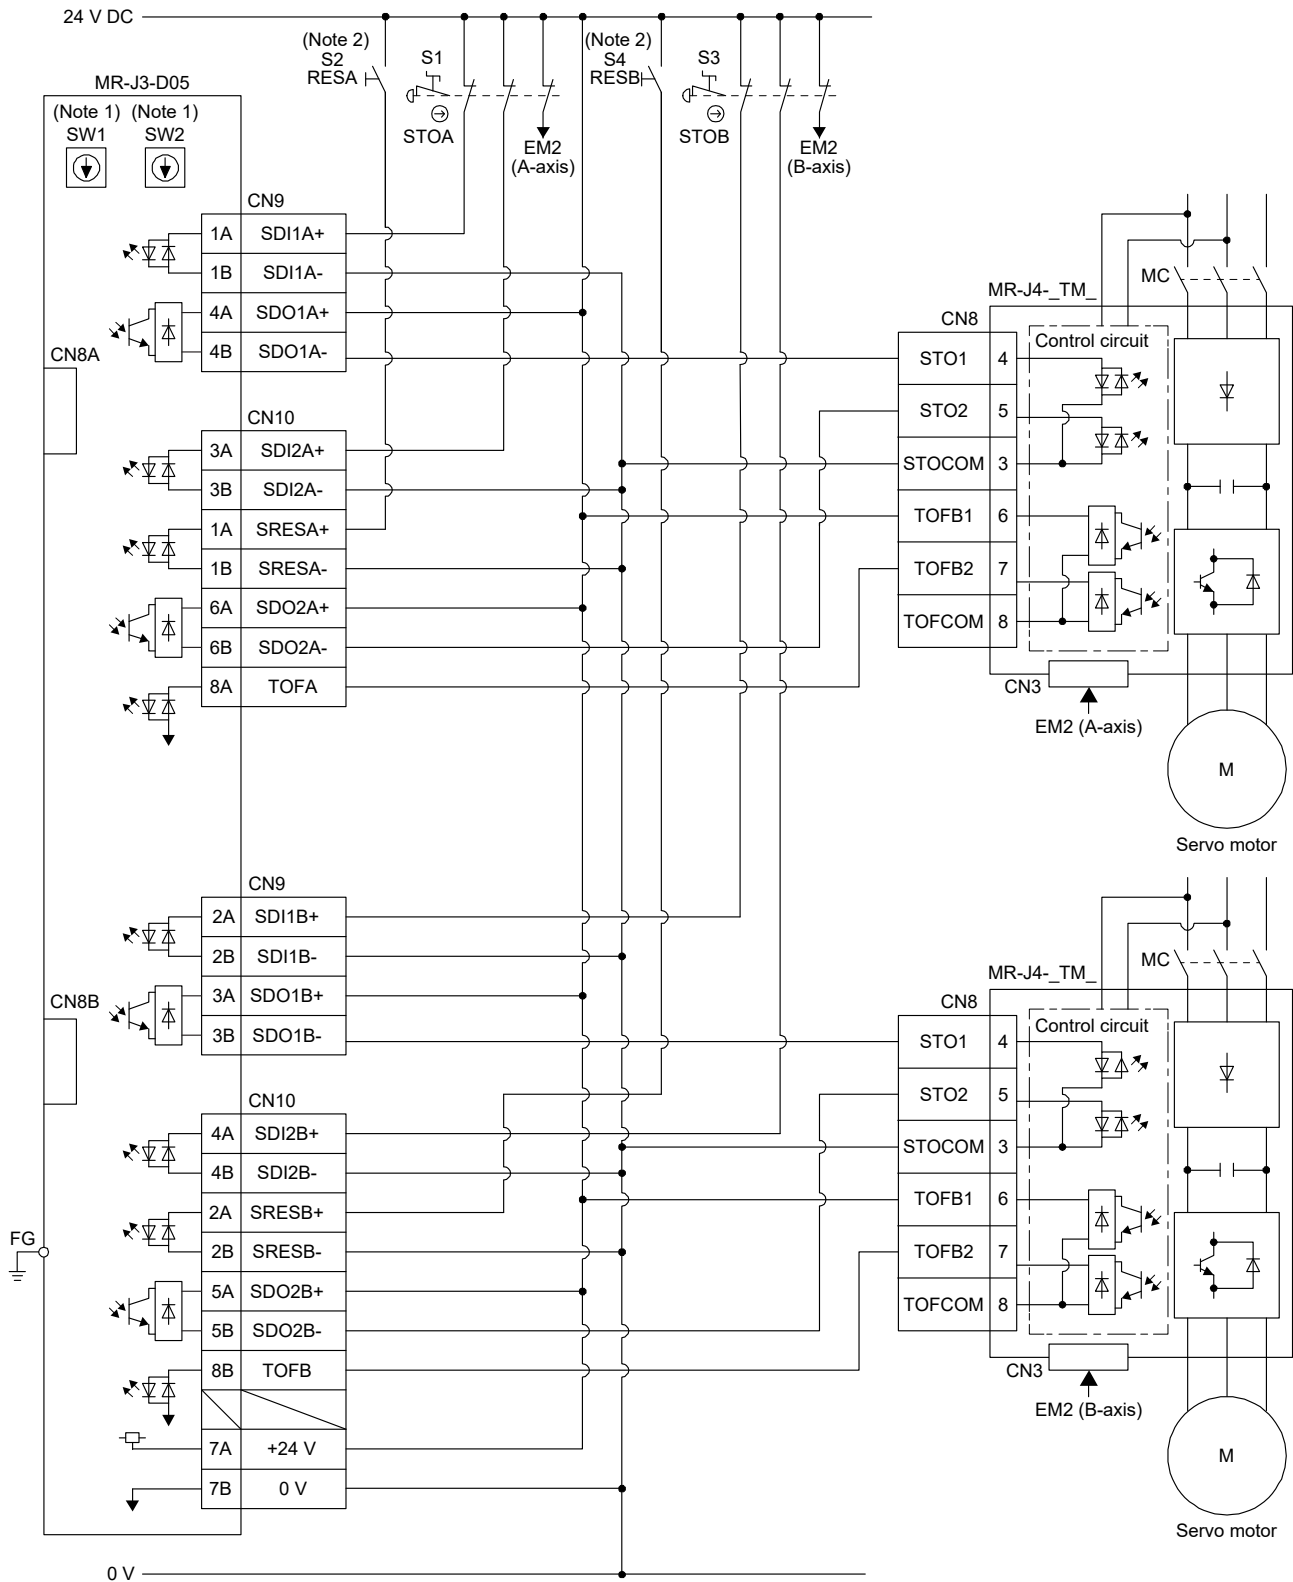 24 V DC
(Note 2)
S2
RESA
S1
STOA
EM2
(A-axis)
(Note 2)
S4
RESB
S3
STOB
EM2
(B-axis)
MR-J3-D05
(Note 1) (Note 1)
SW1 SW2
CN8A
CN9
1A SDI1A+
1B SDI1A-
4A SDO1A+
4B SDO1A-
CN10
3A SDI2A+
3B SDI2A-
1A SRESA+
1B SRESA-
6A SDO2A+
6B SDO2A-
8A TOFA
MC
MR-J4-_TM_
CN8
Control circuit
STO1 4
STO2 5
STOCOM 3
TOFB1 6
TOFB2 7
TOFCOM 8
CN3
EM2 (A-axis)
M
Servo motor
CN8B
FG
CN9
2A SDI1B+
2B SDI1B-
3A SDO1B+
3B SDO1B-
CN10
4A SDI2B+
4B SDI2B-
2A SRESB+
2B SRESB-
5A SDO2B+
5B SDO2B-
8B TOFB
7A +24 V
7B 0 V
MC
MR-J4-_TM_
CN8
Control circuit
STO1 4
STO2 5
STOCOM 3
TOFB1 6
TOFB2 7
TOFCOM 8
CN3
EM2 (B-axis)
M
Servo motor
0 V